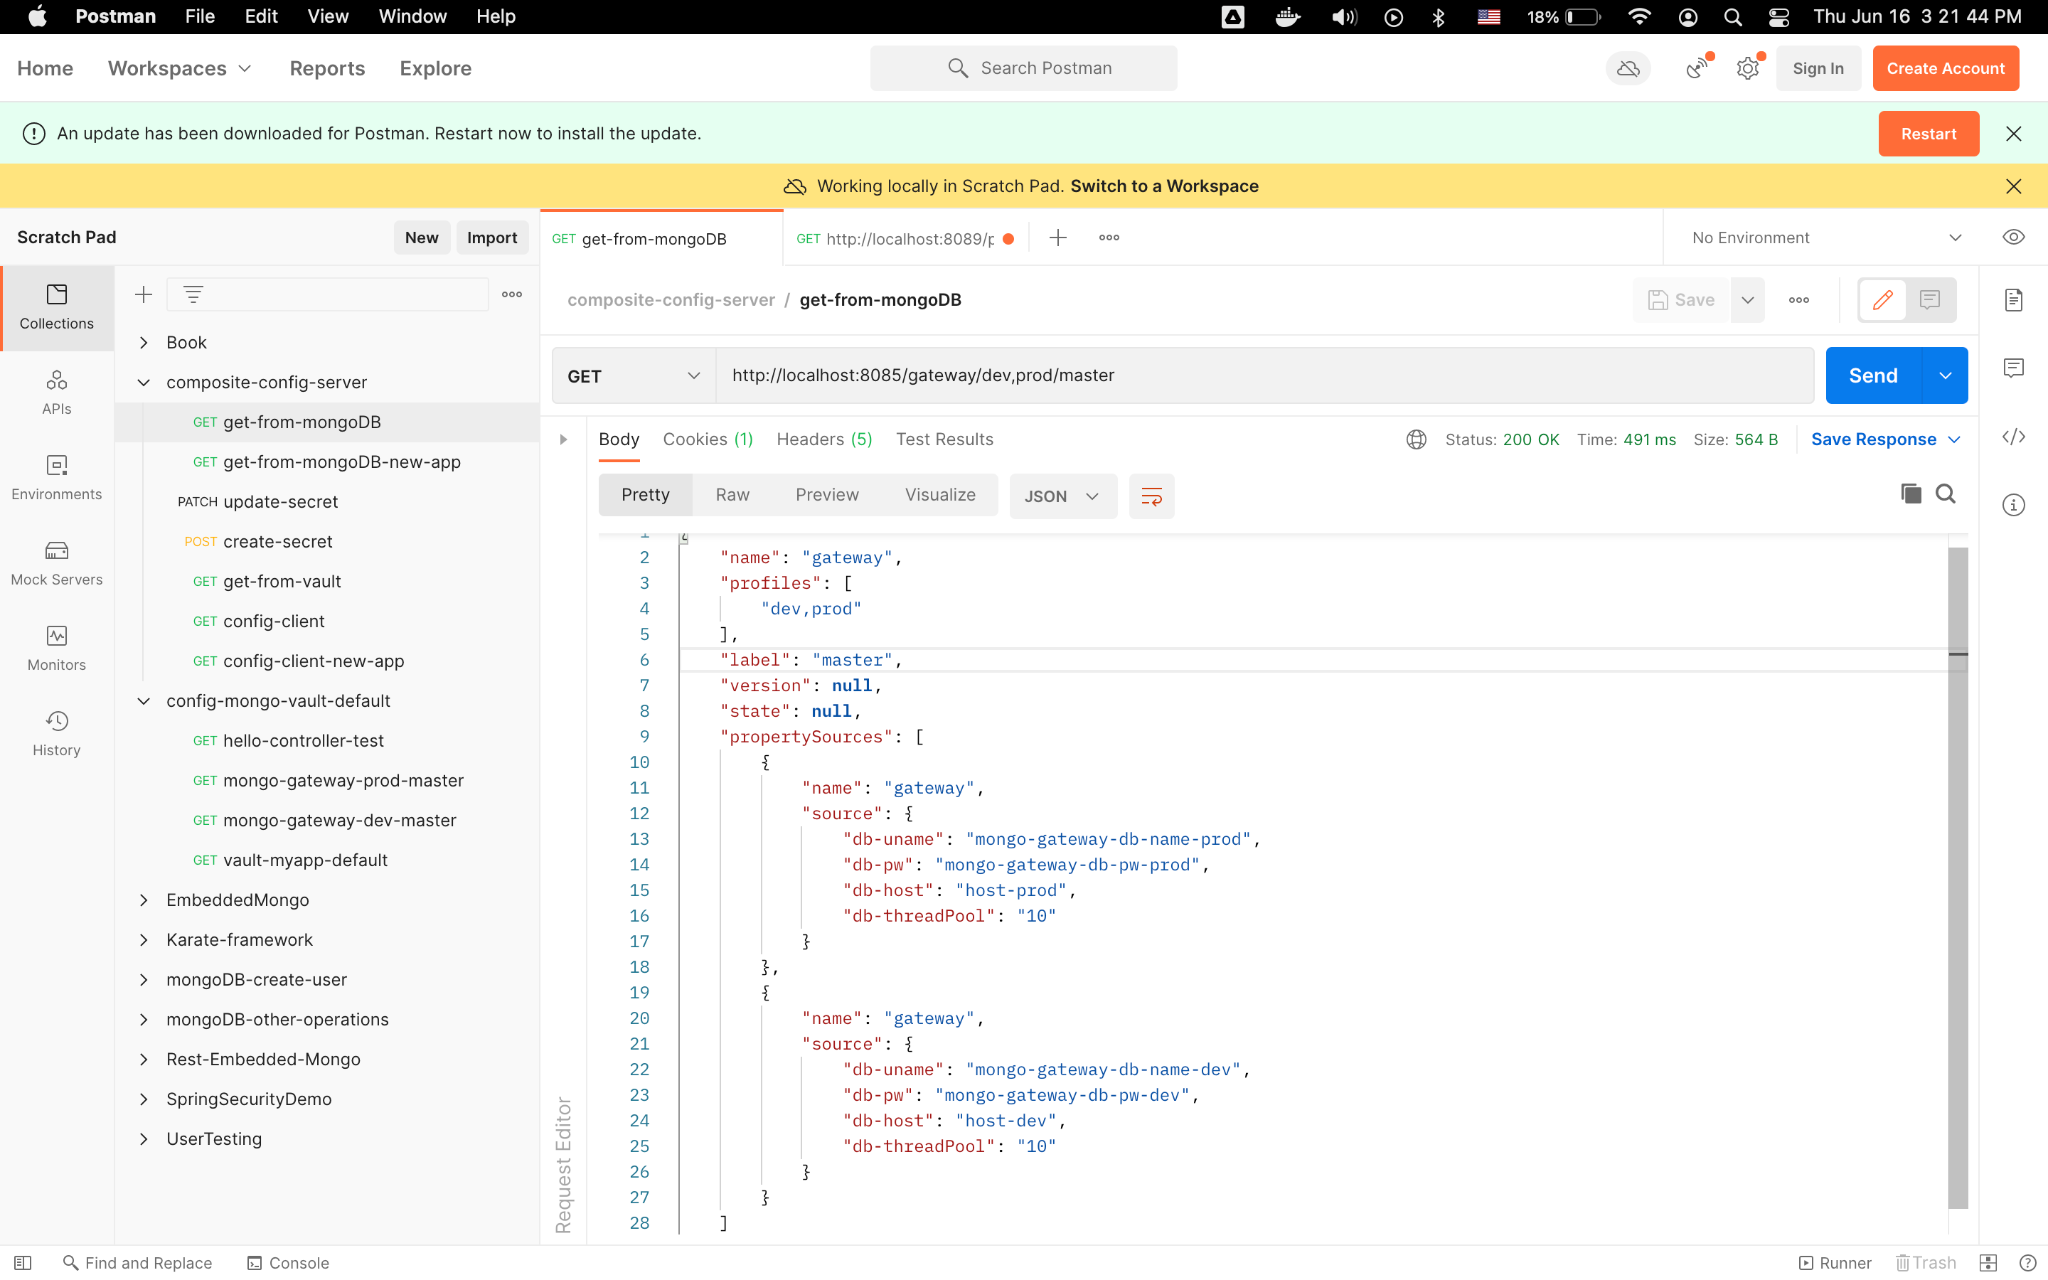 Postman File Edit View Window Help 18% Thu Jun 16 3 21 44 PM
Home Workspaces Reports Explore Search Postman Sign In Create Account
An update has been downloaded for Postman. Restart now to install the update. Restart
Working locally in Scratch Pad. Switch to a Workspace
Scratch Pad New Import
GET get-from-mongoDB GET http://localhost:8089/p No Environment
Collections
APIs
Environments
Mock Servers
Monitors
History
Book
composite-config-server
GET get-from-mongoDB
GET get-from-mongoDB-new-app
PATCH update-secret
POST create-secret
GET get-from-vault
GET config-client
GET config-client-new-app
config-mongo-vault-default
GET hello-controller-test
GET mongo-gateway-prod-master
GET mongo-gateway-dev-master
GET vault-myapp-default
EmbeddedMongo
Karate-framework
mongoDB-create-user
mongoDB-other-operations
Rest-Embedded-Mongo
SpringSecurityDemo
UserTesting
composite-config-server / get-from-mongoDB Save
GET http://localhost:8085/gateway/dev,prod/master Send
Body Cookies (1) Headers (5) Test Results Status: 200 OK Time: 491 ms Size: 564 B Save Response
Pretty Raw Preview Visualize JSON
Request Editor
1 {
2 "name": "gateway",
3 "profiles": [
4 "dev,prod"
5 ],
6 "label": "master",
7 "version": null,
8 "state": null,
9 "propertySources": [
10 {
11 "name": "gateway",
12 "source": {
13 "db-uname": "mongo-gateway-db-name-prod",
14 "db-pw": "mongo-gateway-db-pw-prod",
15 "db-host": "host-prod",
16 "db-threadPool": "10"
17 }
18 },
19 {
20 "name": "gateway",
21 "source": {
22 "db-uname": "mongo-gateway-db-name-dev",
23 "db-pw": "mongo-gateway-db-pw-dev",
24 "db-host": "host-dev",
25 "db-threadPool": "10"
26 }
27 }
28 ]
Find and Replace Console Runner Trash